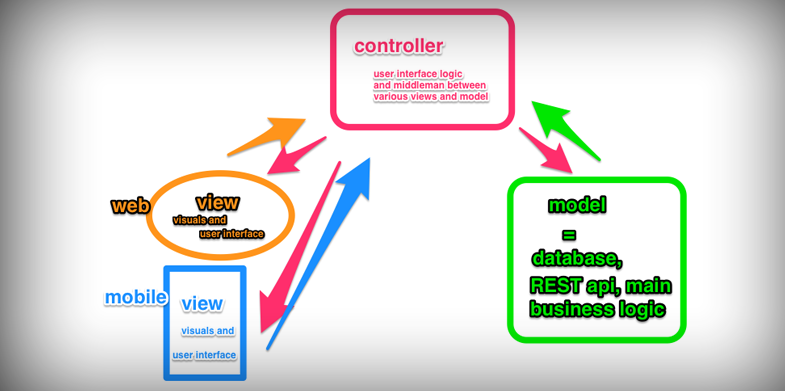 controller
user interface logic
and middleman between
various views and model
web
view
visuals and
user interface
mobile
view
visuals and
user interface
model
=
database,
REST api, main
business logic